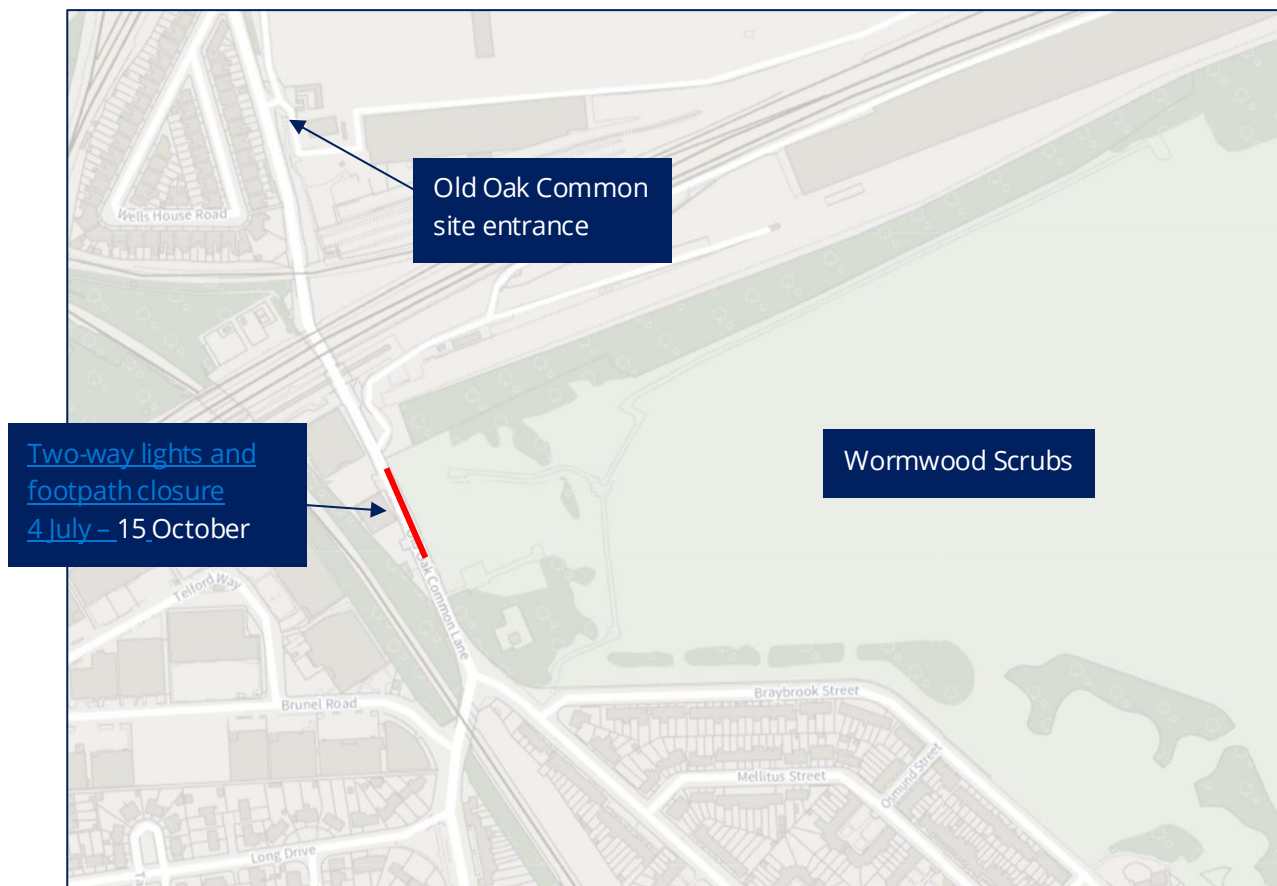 Old Oak Common
site entrance
Wells House Road
Two-way lights and
footpath closure
4 July – 15 October
Wormwood Scrubs
Oak Common Lane
Telford Way
Brunel Road
Braybrook Street
Mellitus Street
Osmund Street
Long Drive